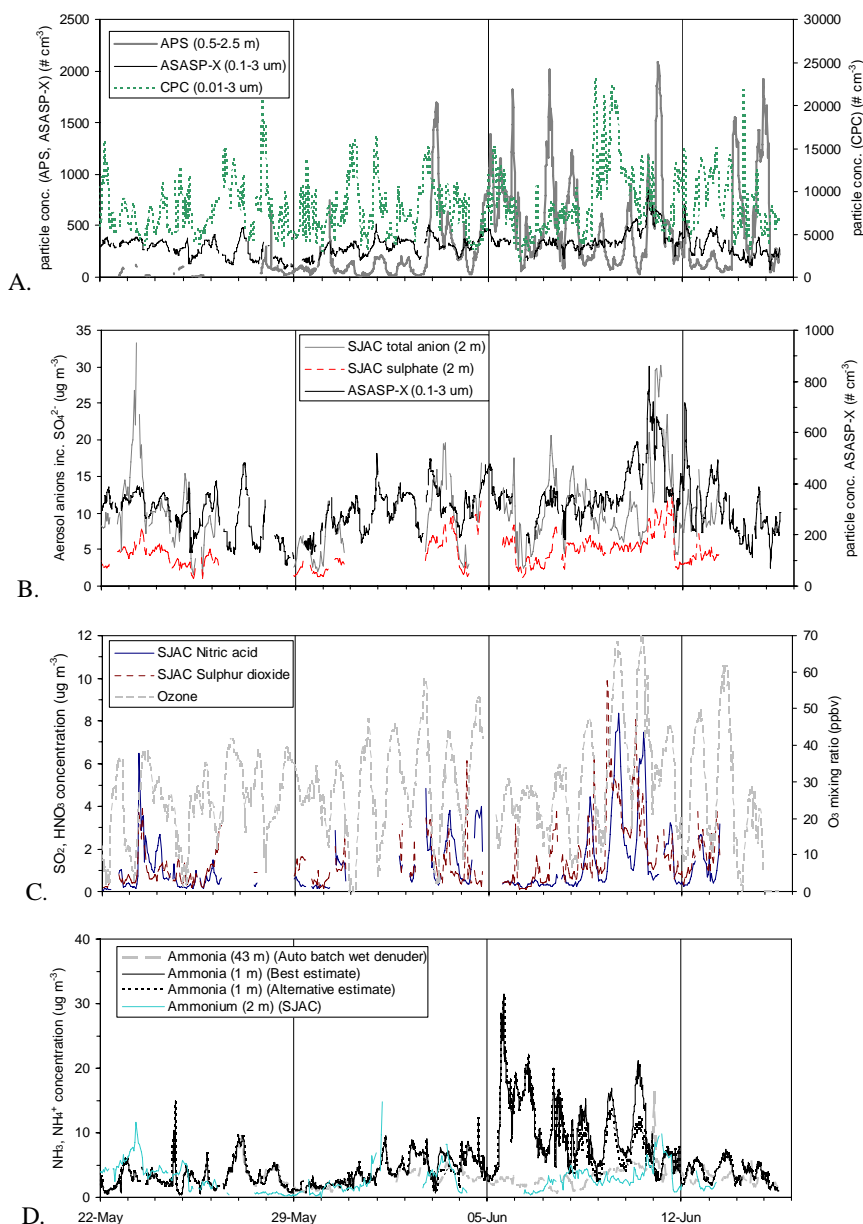 2500
2000
1500
1000
500
0
particle conc. (APS, ASASP-X) (# cm-3)
APS (0.5-2.5 m)
ASASP-X (0.1-3 um)
CPC (0.01-3 um)
30000
25000
20000
15000
10000
5000
0
particle conc. (CPC) (# cm-3)
A.
35
30
25
20
15
10
5
0
Aerosol anions inc. SO₄²⁻ (ug m-3)
SJAC total anion (2 m)
SJAC sulphate (2 m)
ASASP-X (0.1-3 um)
1000
800
600
400
200
0
particle conc. ASASP-X (# cm-3)
B.
12
10
8
6
4
2
0
SO₂, HNO₃ concentration (ug m-3)
SJAC Nitric acid
SJAC Sulphur dioxide
Ozone
70
60
50
40
30
20
10
0
O₃ mixing ratio (ppbv)
C.
40
30
20
10
0
NH₃, NH₄⁺ concentration (ug m-3)
Ammonia (43 m) (Auto batch wet denuder)
Ammonia (1 m) (Best estimate)
Ammonia (1 m) (Alternative estimate)
Ammonium (2 m) (SJAC)
D.
22-May 29-May 05-Jun 12-Jun